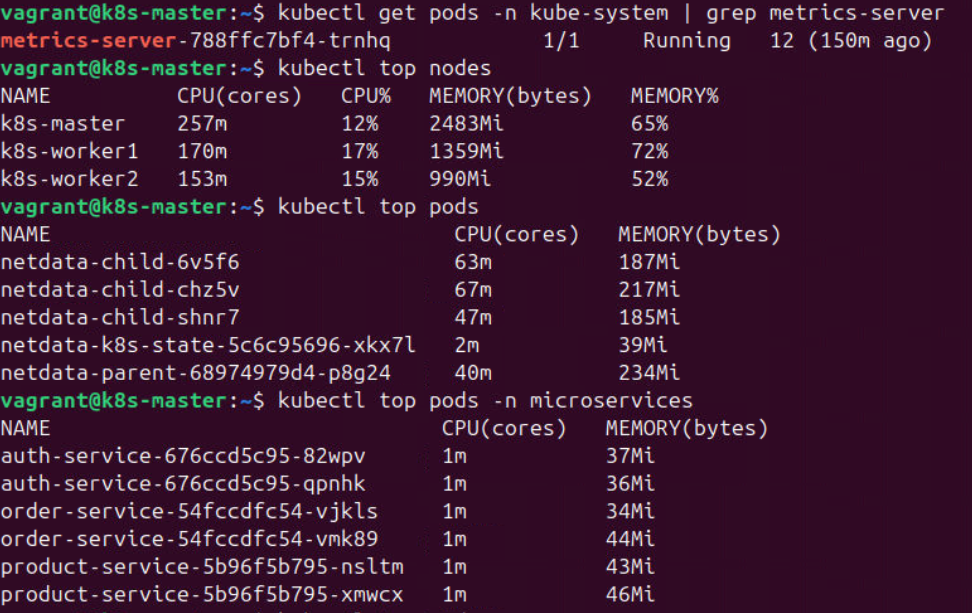 vagrant@k8s-master:~$ kubectl get pods -n kube-system | grep metrics-server
metrics-server-788ffc7bf4-trnhq 1/1 Running 12 (150m ago)
vagrant@k8s-master:~$ kubectl top nodes
NAME CPU(cores) CPU% MEMORY(bytes) MEMORY%
k8s-master 257m 12% 2483Mi 65%
k8s-worker1 170m 17% 1359Mi 72%
k8s-worker2 153m 15% 990Mi 52%
vagrant@k8s-master:~$ kubectl top pods
NAME CPU(cores) MEMORY(bytes)
netdata-child-6v5f6 63m 187Mi
netdata-child-chz5v 67m 217Mi
netdata-child-shnr7 47m 185Mi
netdata-k8s-state-5c6c95696-xkx7l 2m 39Mi
netdata-parent-68974979d4-p8g24 40m 234Mi
vagrant@k8s-master:~$ kubectl top pods -n microservices
NAME CPU(cores) MEMORY(bytes)
auth-service-676ccd5c95-82wpv 1m 37Mi
auth-service-676ccd5c95-qpnhk 1m 36Mi
order-service-54fccdfc54-vjkls 1m 34Mi
order-service-54fccdfc54-vmk89 1m 44Mi
product-service-5b96f5b795-nsltm 1m 43Mi
product-service-5b96f5b795-xmwcx 1m 46Mi